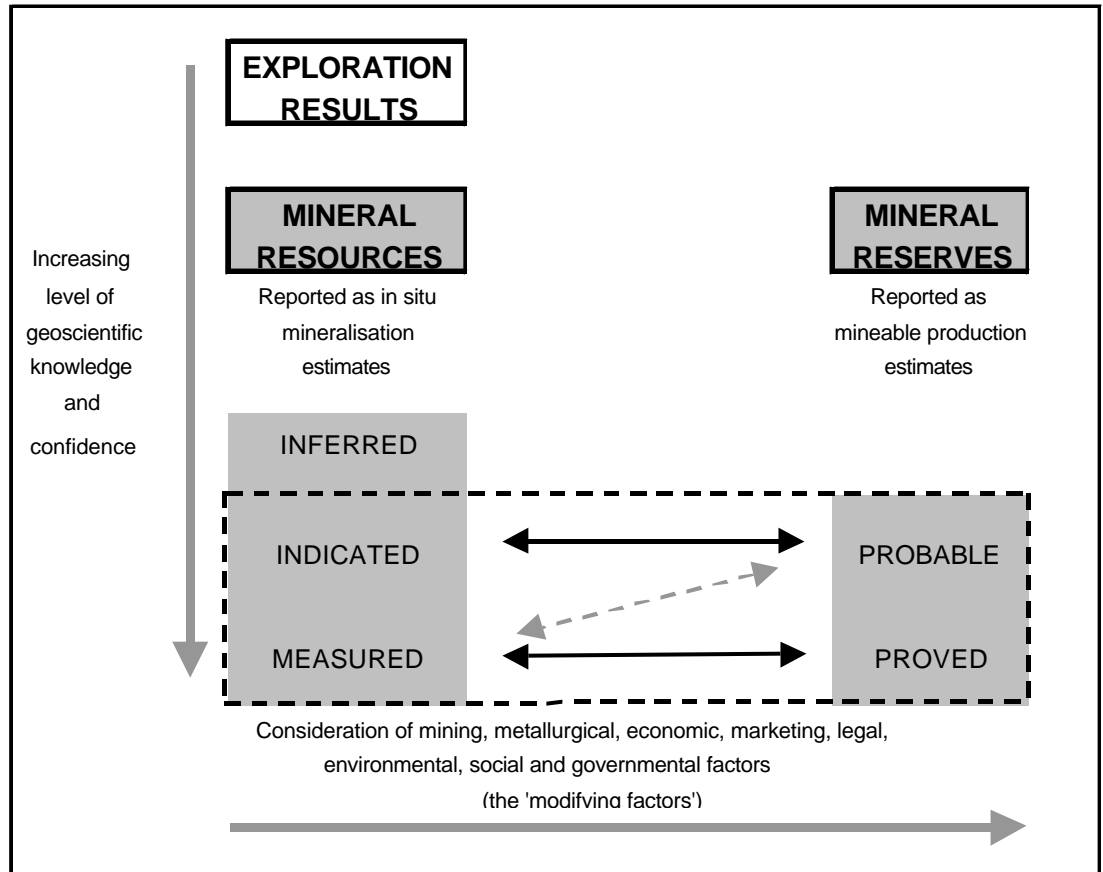 EXPLORATION
RESULTS
MINERAL
RESOURCES
MINERAL
RESERVES
Reported as in situ
mineralisation
estimates
Reported as
mineable production
estimates
Increasing
level of
geoscientific
knowledge
and
confidence
INFERRED
INDICATED
PROBABLE
MEASURED
PROVED
Consideration of mining, metallurgical, economic, marketing, legal,
environmental, social and governmental factors
(the 'modifying factors')